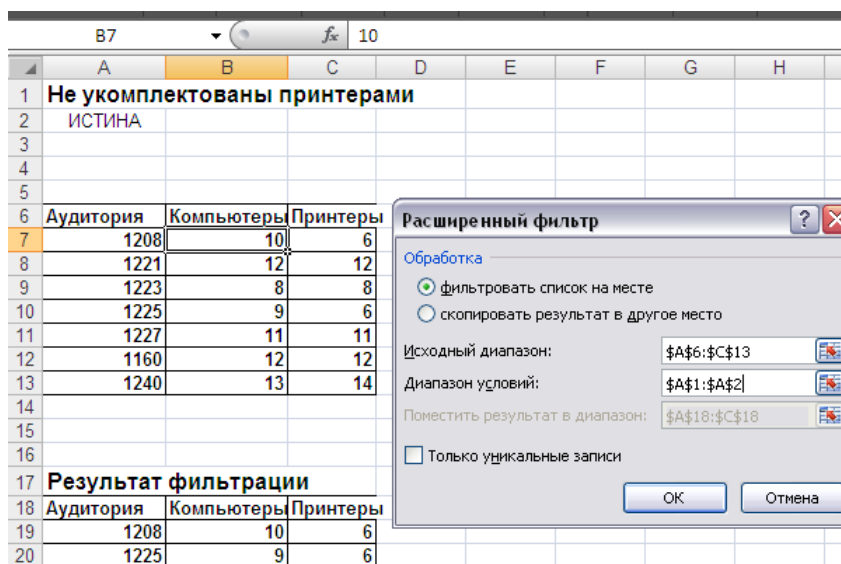 B7 fx 10
A B C D E F G H
1 Не укомплектованы принтерами
2 ИСТИНА
3
4
5
6 Аудитория Компьютеры Принтеры
7 1208 10 6
8 1221 12 12
9 1223 8 8
10 1225 9 6
11 1227 11 11
12 1160 12 12
13 1240 13 14
14
15
16
17 Результат фильтрации
18 Аудитория Компьютеры Принтеры
19 1208 10 6
20 1225 9 6
Расширенный фильтр ?
Обработка
фильтровать список на месте
скопировать результат в другое место
Исходный диапазон: $A$6:$C$13
Диапазон условий: $A$1:$A$2
Поместить результат в диапазон: $A$18:$C$18
Только уникальные записи
ОК Отмена